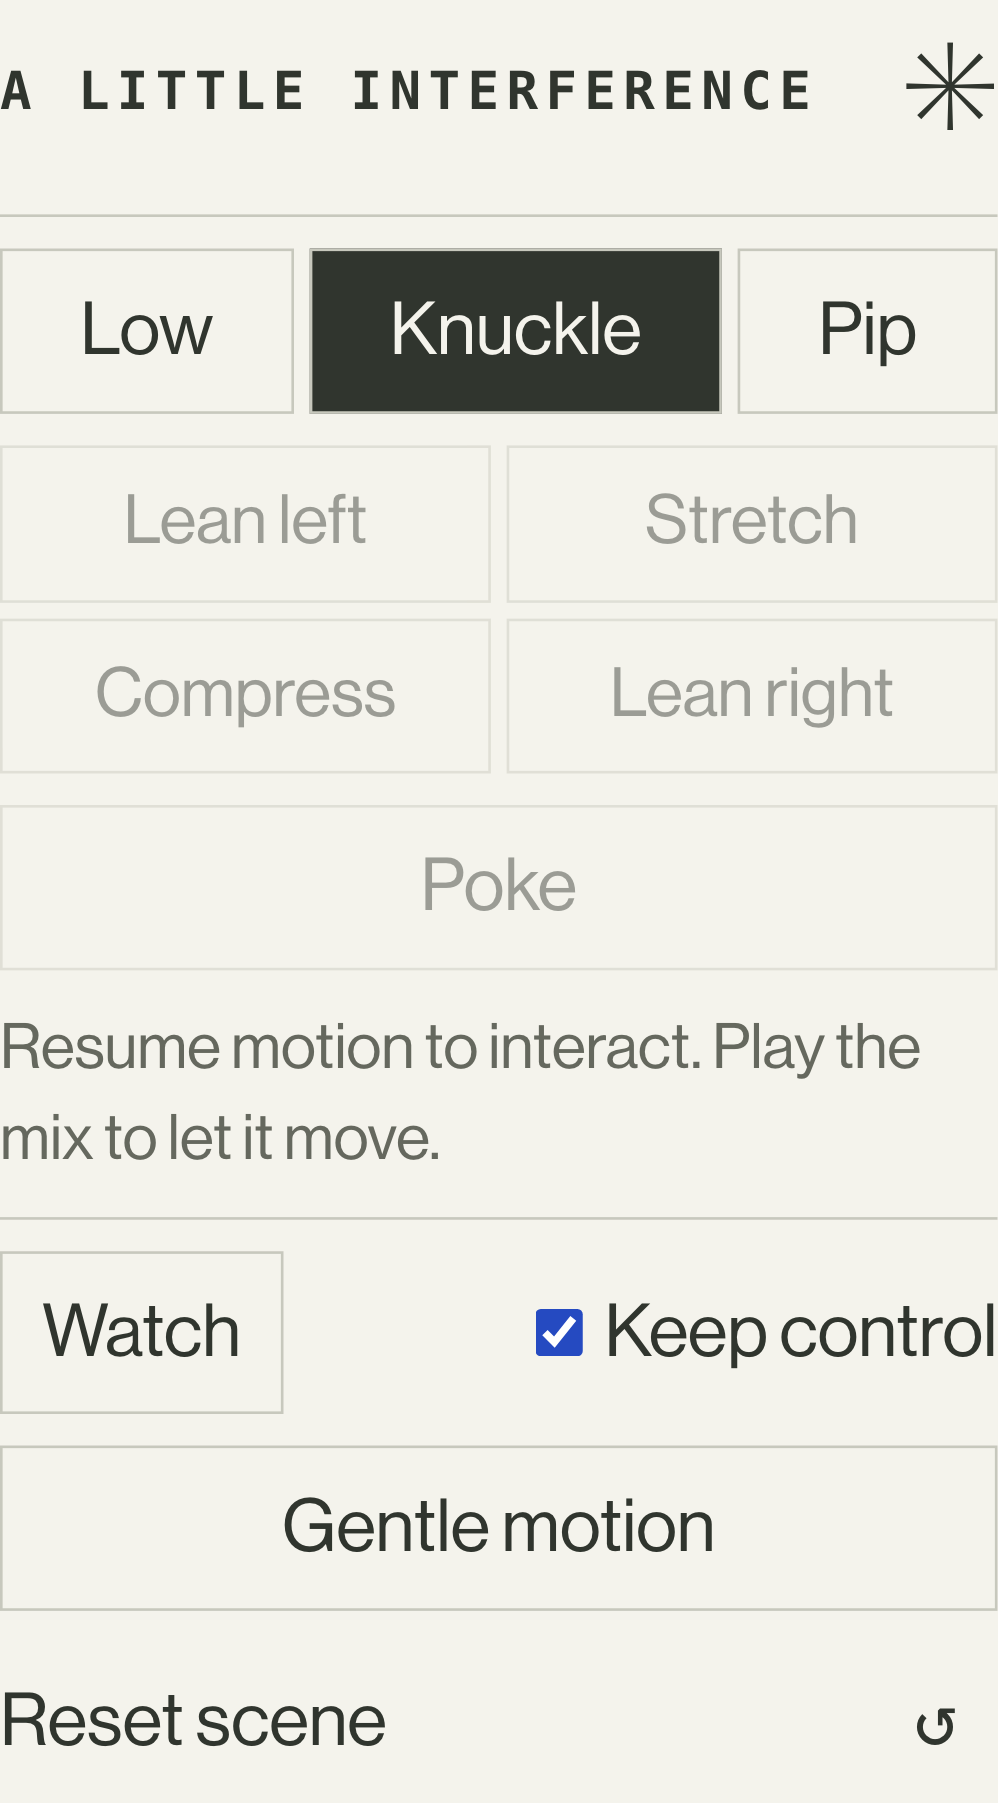 A LITTLE INTERFERENCE
Low Knuckle Pip
Lean left Stretch
Compress Lean right
Poke
Resume motion to interact. Play the
mix to let it move.
Watch Keep control
Gentle motion
Reset scene ↺